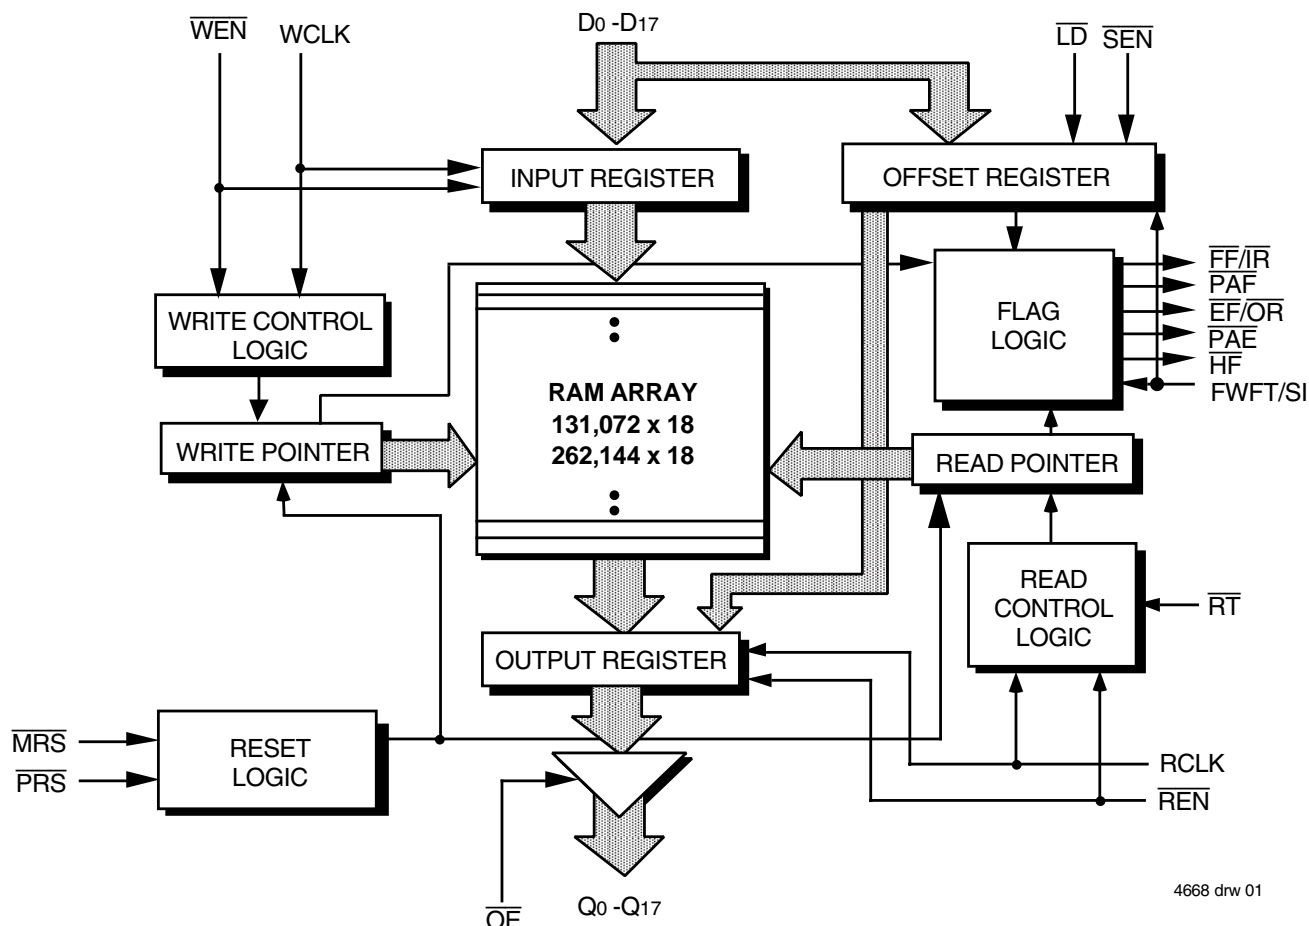 WEN WCLK D0 -D17 LD SEN
INPUT REGISTER
OFFSET REGISTER
WRITE CONTROL
LOGIC
FLAG
LOGIC
FF/IR
PAF
EF/OR
PAE
HF
FWFT/SI
RAM ARRAY
131,072 x 18
262,144 x 18
WRITE POINTER
READ POINTER
READ
CONTROL
LOGIC
RT
OUTPUT REGISTER
MRS
PRS
RESET
LOGIC
RCLK
REN
OE
Q0 -Q17
4668 drw 01